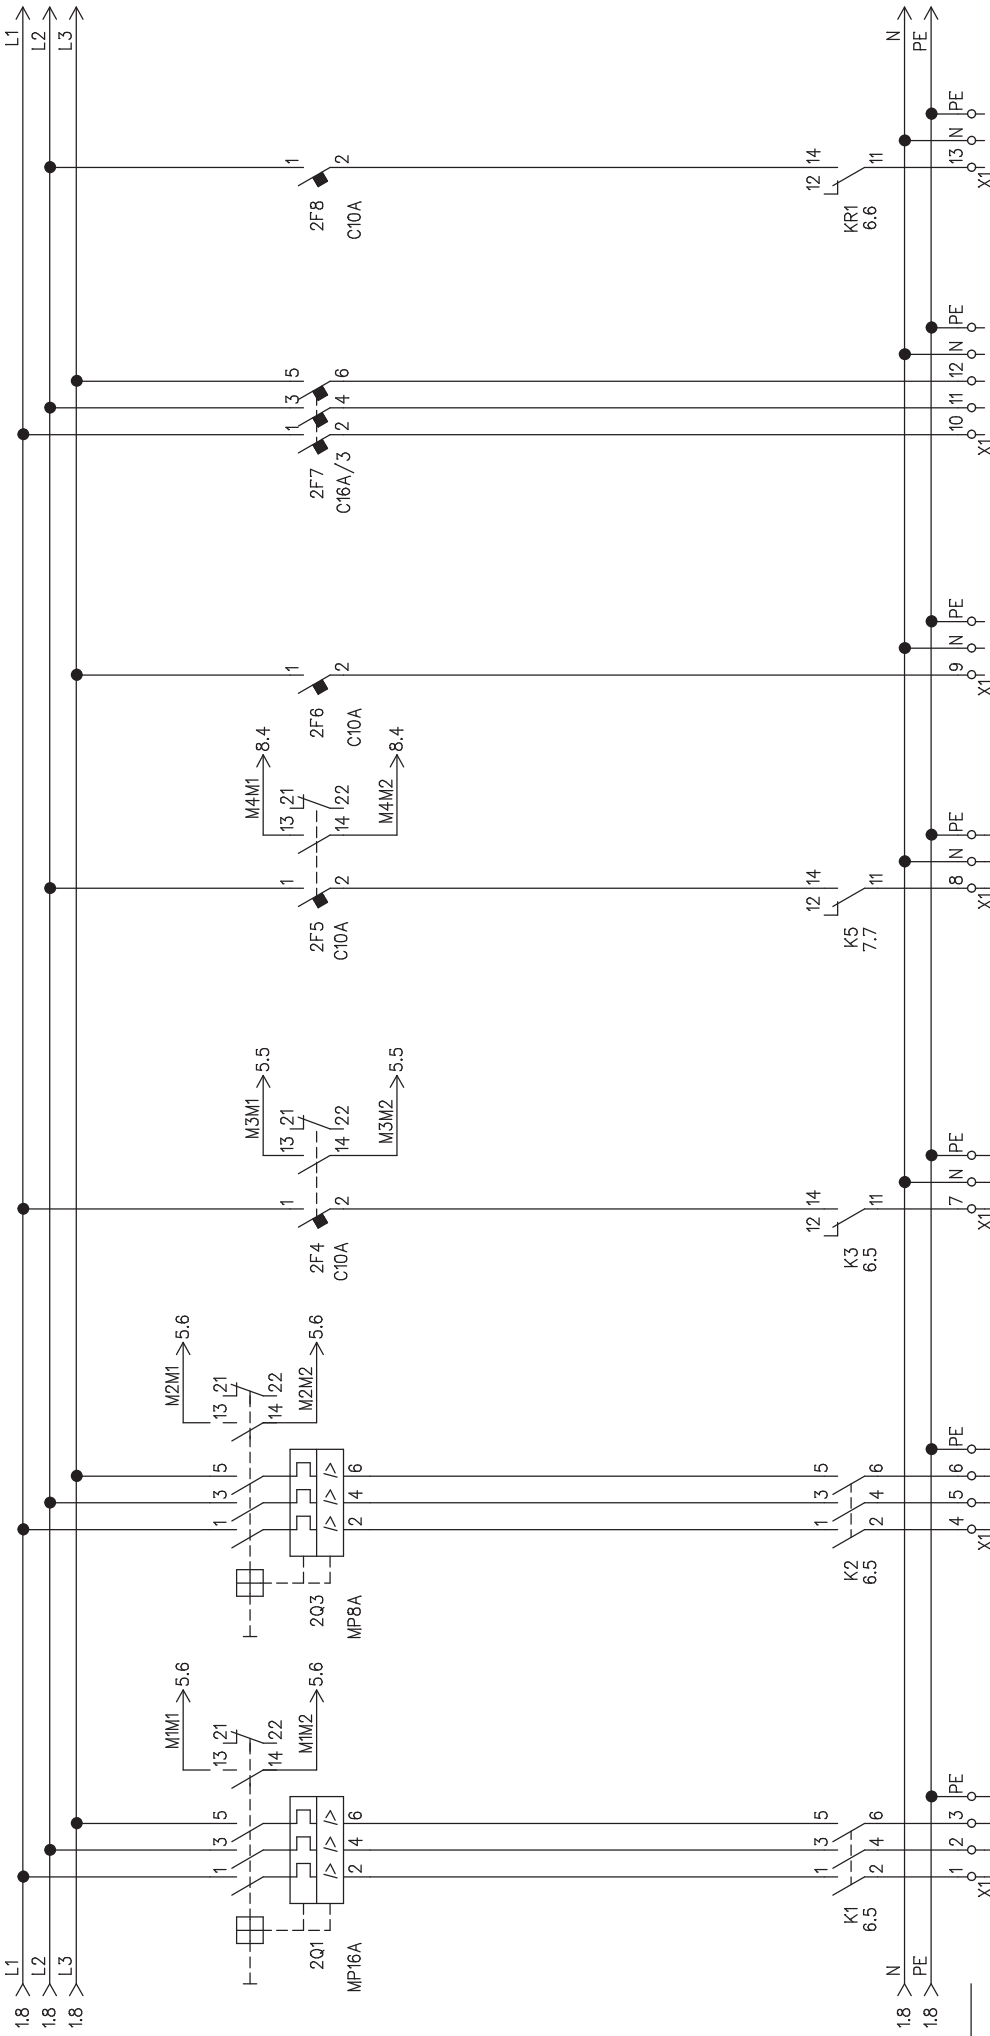 1.8 L1 L1
1.8 L2 L2
1.8 L3 L3
M1M1 5.6
M2M1 5.6
1 3 5 13 21
1 3 5 13 21
14 22
14 22
M3M1 5.5
M4M1 8.4
1 13 21
1 13 21
1
1 3 5
1
2Q1
I> I> I>
M1M2 5.6
2Q3
I> I> I>
M2M2 5.6
2F4
2F5
2F6
2F7
2F8
MP16A
2 4 6
MP8A
2 4 6
C10A
2 14 22
C10A
2 14 22
C10A
2
C16A/3
2 4 6
C10A
2
M3M2 5.5
M4M2 8.4
1 3 5
1 3 5
12 14
12 14
12 14
K1
6.5
2 4 6
K2
6.5
2 4 6
K3
6.5
11
K5
7.7
11
KR1
6.6
11
1.8 N N
1.8 PE PE
1 2 3 PE
4 5 6 PE
7 N PE
8 N PE
9 N PE
10 11 12 N PE
13 N PE
X1
X1
X1
X1
X1
X1
X1